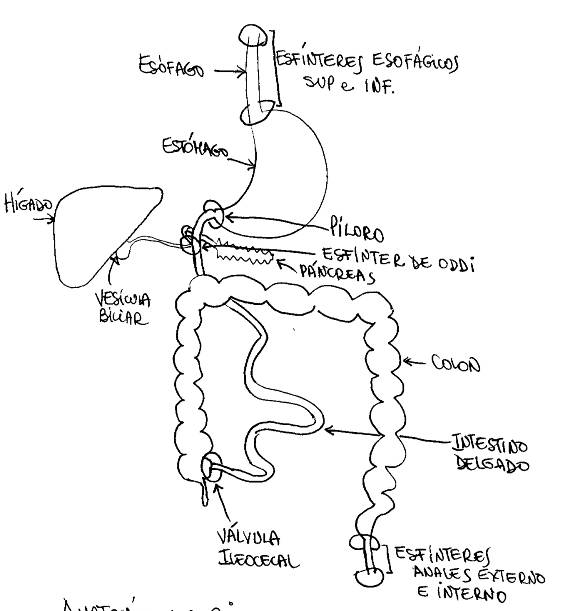 ESÓFAGO
ESFÍNTERES ESOFÁGICOS
SUP e INF.
ESTÓMAGO
HÍGADO
PÍLORO
ESFÍNTER DE ODDI
PÁNCREAS
VESÍCULA
BILIAR
COLON
INTESTINO
DELGADO
VÁLVULA
ILEOCECAL
ESFÍNTERES
ANALES EXTERNO
E INTERNO